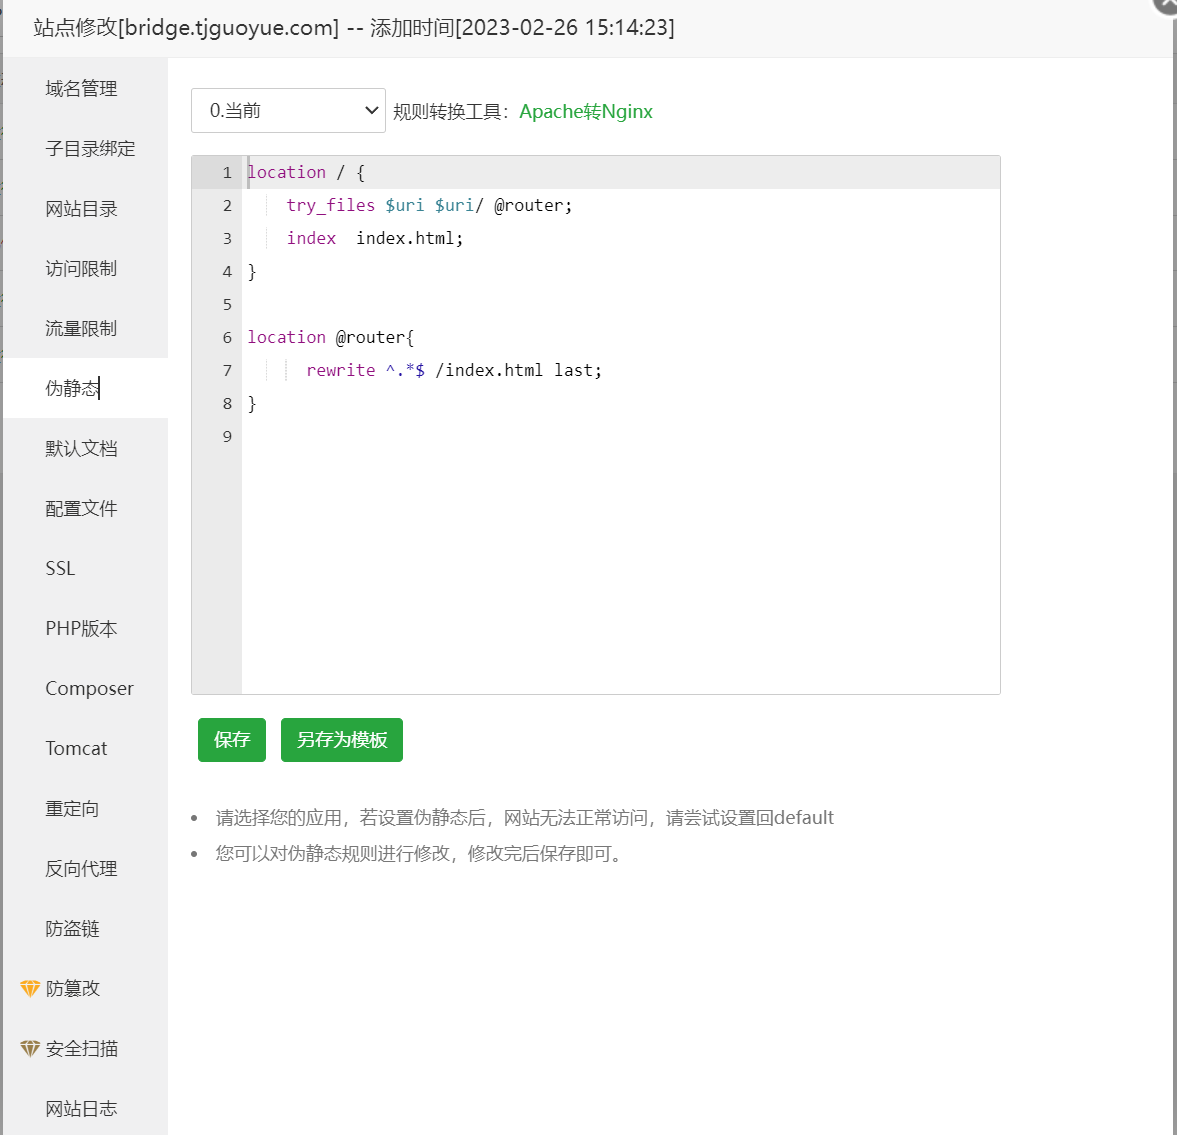 站点修改[bridge.tjguoyue.com] -- 添加时间[2023-02-26 15:14:23]
域名管理
子目录绑定
网站目录
访问限制
流量限制
伪静态
默认文档
配置文件
SSL
PHP版本
Composer
Tomcat
重定向
反向代理
防盗链
防篡改
安全扫描
网站日志
0.当前 规则转换工具：Apache转Nginx
1 location / {
2     try_files $uri $uri/ @router;
3     index  index.html;
4 }
5
6 location @router{
7       rewrite ^.*$ /index.html last;
8 }
9
保存 另存为模板
• 请选择您的应用，若设置伪静态后，网站无法正常访问，请尝试设置回default
• 您可以对伪静态规则进行修改，修改完后保存即可。